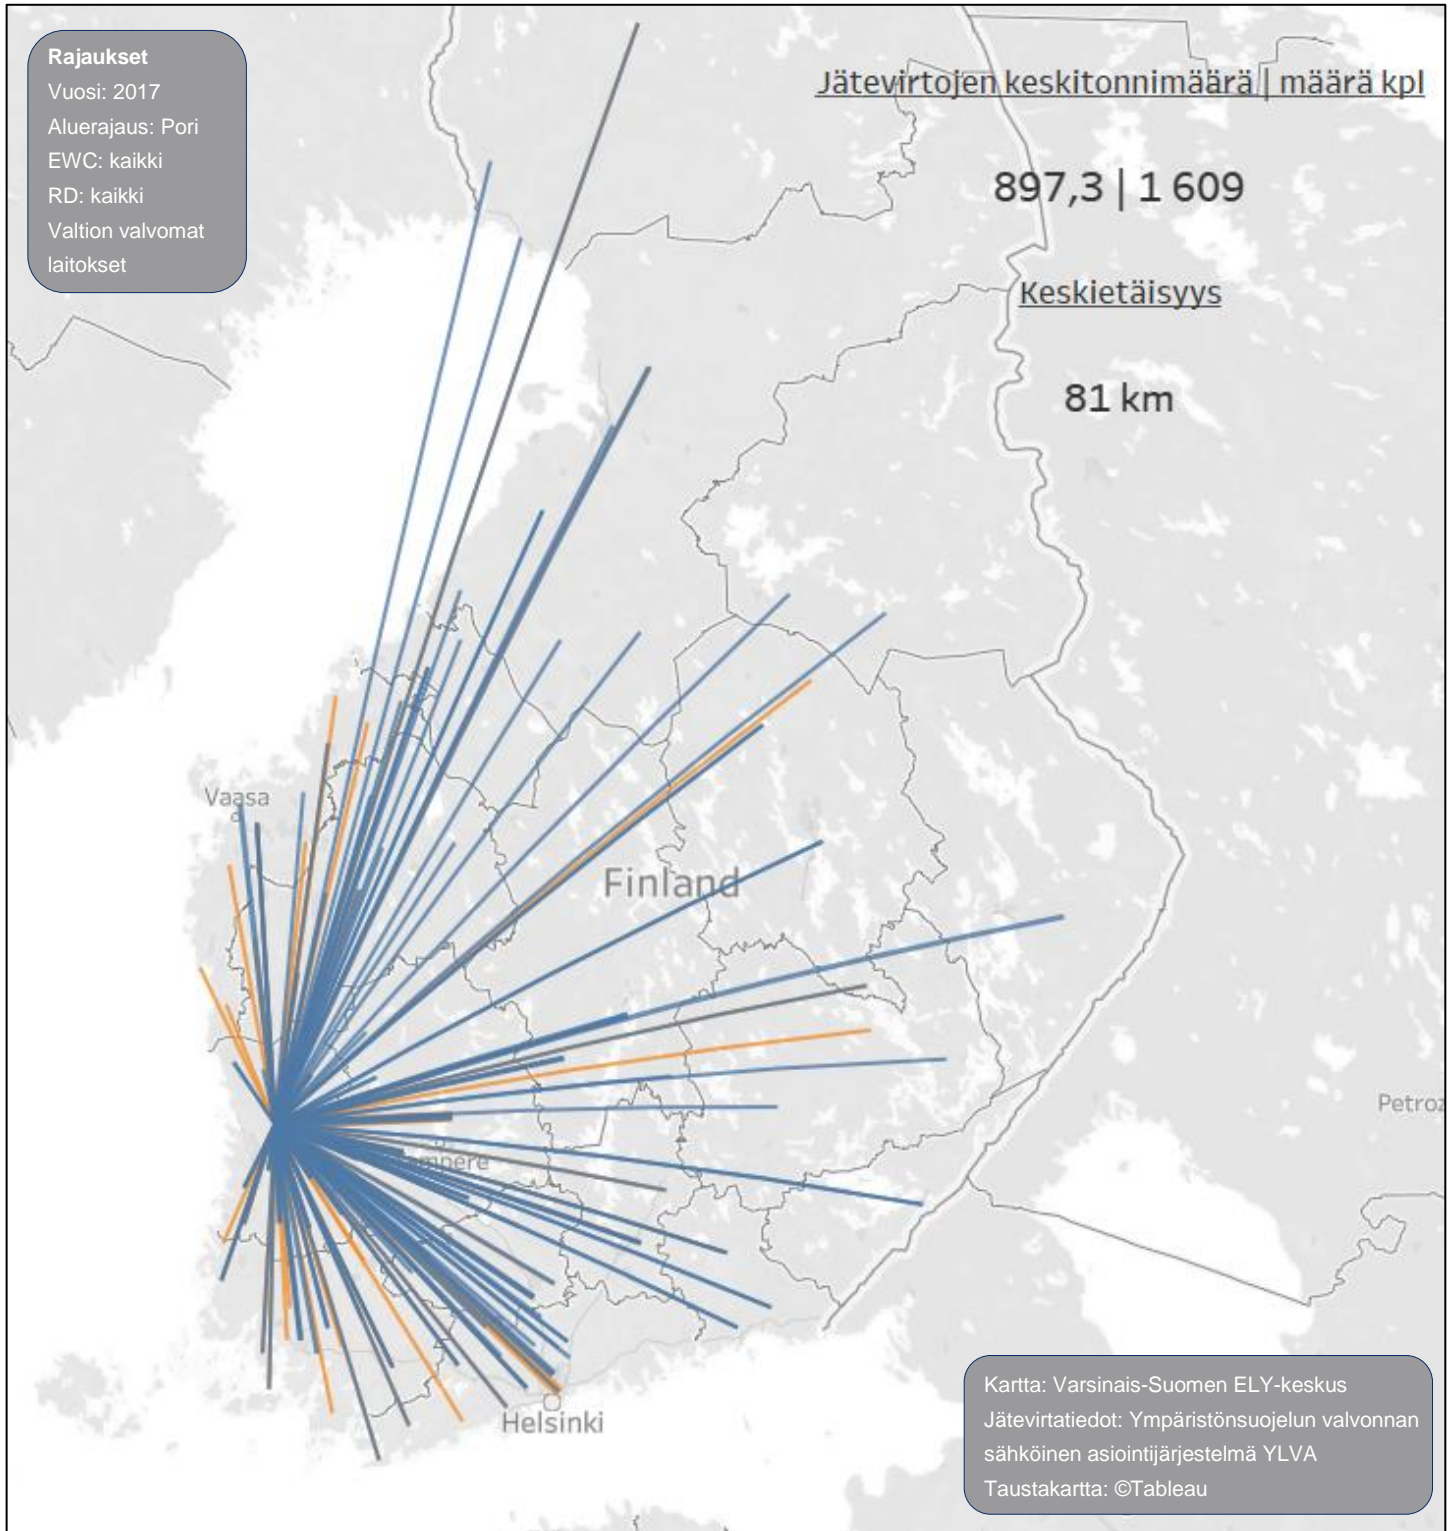 Rajaukset
Vuosi: 2017
Aluerajaus: Pori
EWC: kaikki
RD: kaikki
Valtion valvomat
laitokset
Jätevirtojen keskitonnimäärä | määrä kpl
897,3 | 1 609
Keskietäisyys
81 km
Vaasa
Finland
Petroz
mpere
Helsinki
Kartta: Varsinais-Suomen ELY-keskus
Jätevirtatiedot: Ympäristönsuojelun valvonnan
sähköinen asiointijärjestelmä YLVA
Taustakartta: ©Tableau